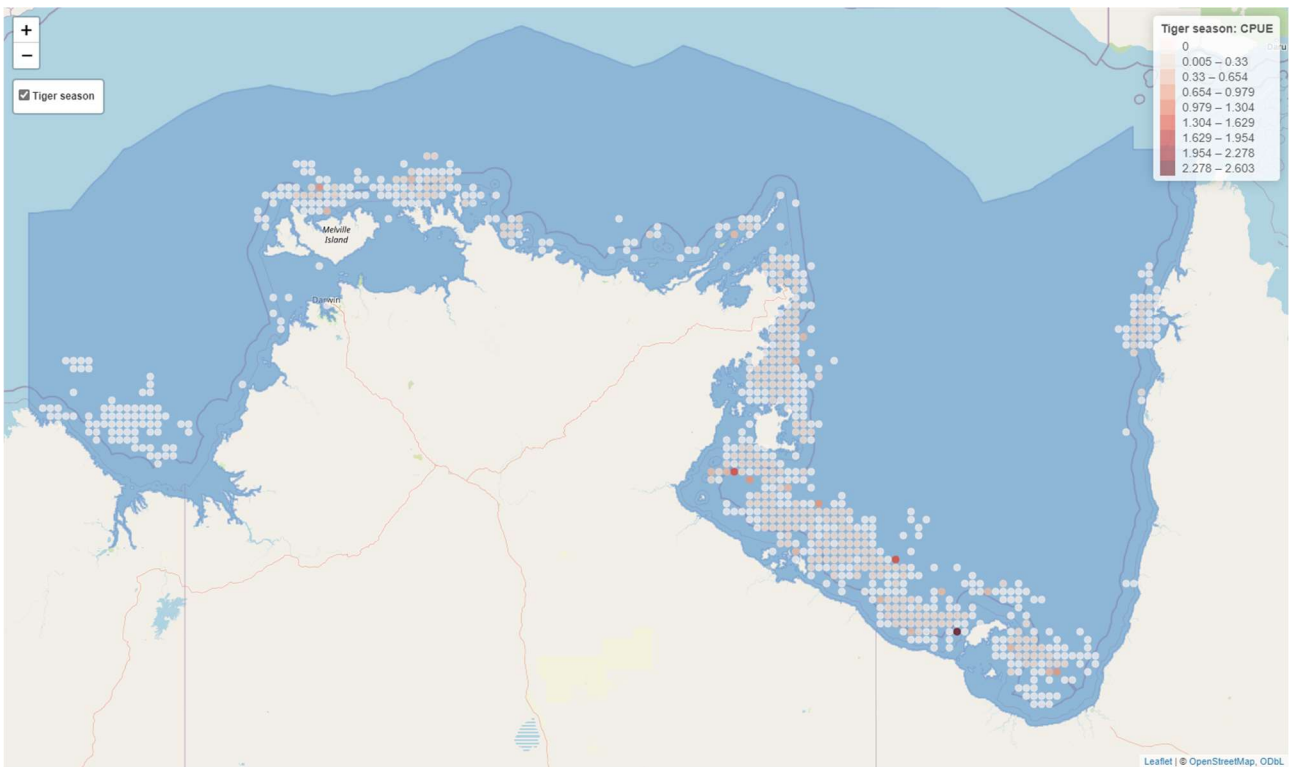 +
−
Tiger season
Tiger season: CPUE
0
0.005 – 0.33
0.33 – 0.654
0.654 – 0.979
0.979 – 1.304
1.304 – 1.629
1.629 – 1.954
1.954 – 2.278
2.278 – 2.603
Daru
Melville
Island
Darwin
Leaflet | © OpenStreetMap, ODbL